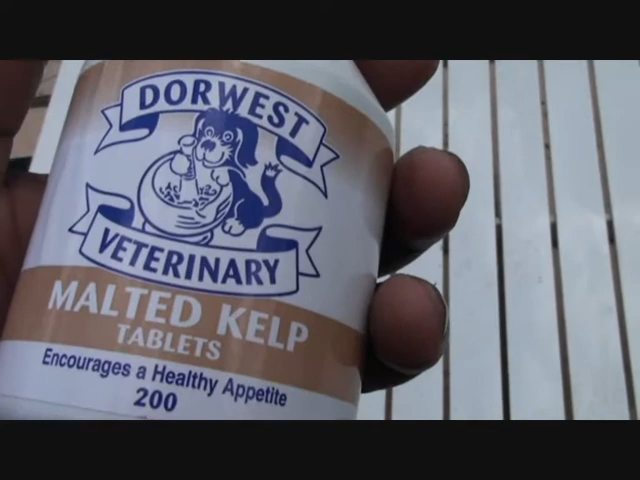 DORWEST
VETERINARY
MALTED KELP
TABLETS
Encourages a Healthy Appetite
200